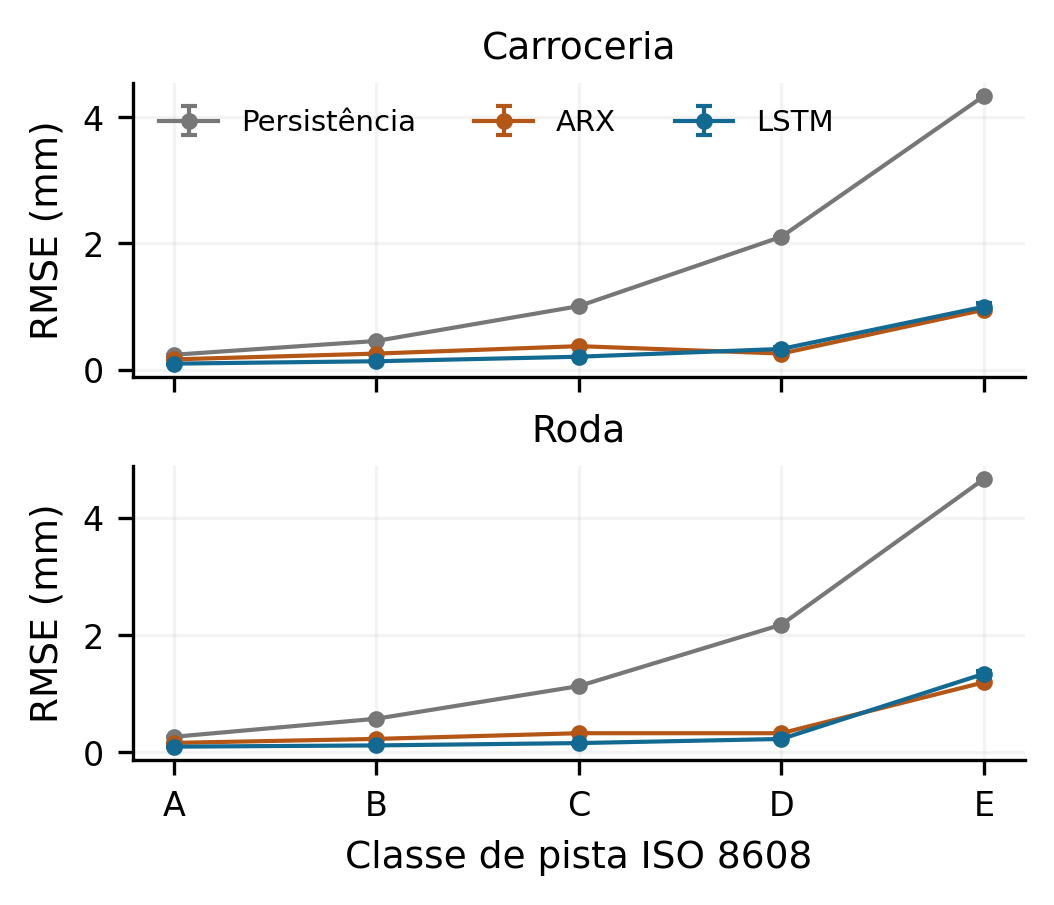 Carroceria
Persistência ARX LSTM
RMSE (mm)
4
2
0
Roda
RMSE (mm)
4
2
0
A B C D E
Classe de pista ISO 8608